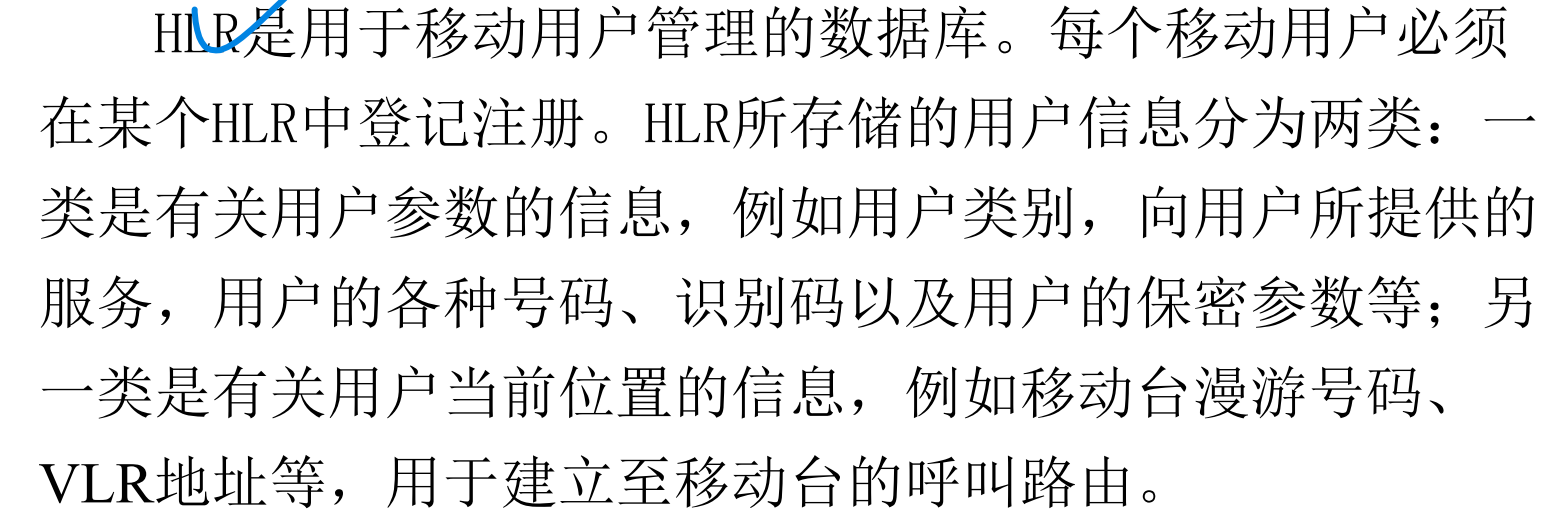 HLR是用于移动用户管理的数据库。每个移动用户必须
在某个HLR中登记注册。HLR所存储的用户信息分为两类：一
类是有关用户参数的信息，例如用户类别，向用户所提供的
服务，用户的各种号码、识别码以及用户的保密参数等；另
一类是有关用户当前位置的信息，例如移动台漫游号码、
VLR地址等，用于建立至移动台的呼叫路由。